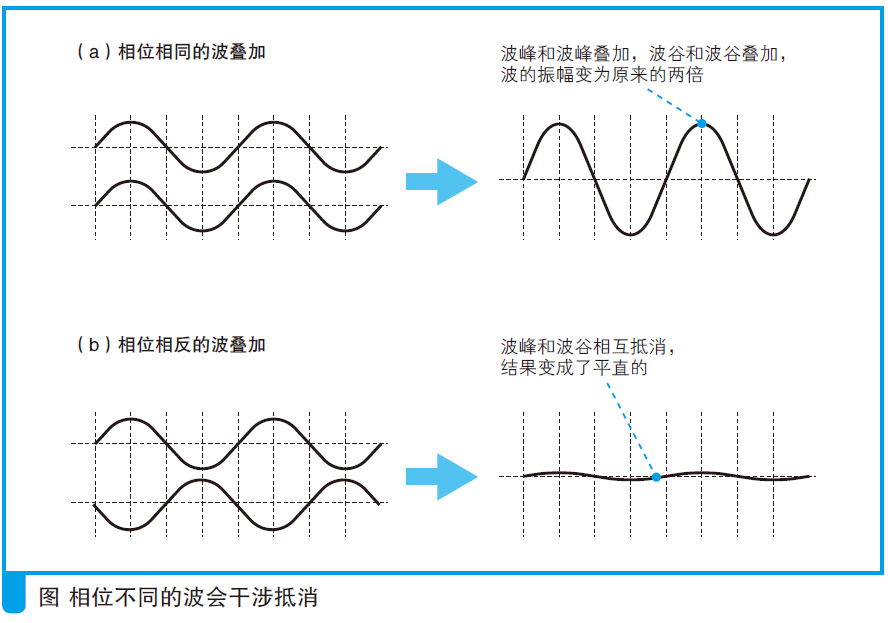 （a）相位相同的波叠加
波峰和波峰叠加，波谷和波谷叠加，
波的振幅变为原来的两倍
（b）相位相反的波叠加
波峰和波谷相互抵消，
结果变成了平直的
图 相位不同的波会干涉抵消